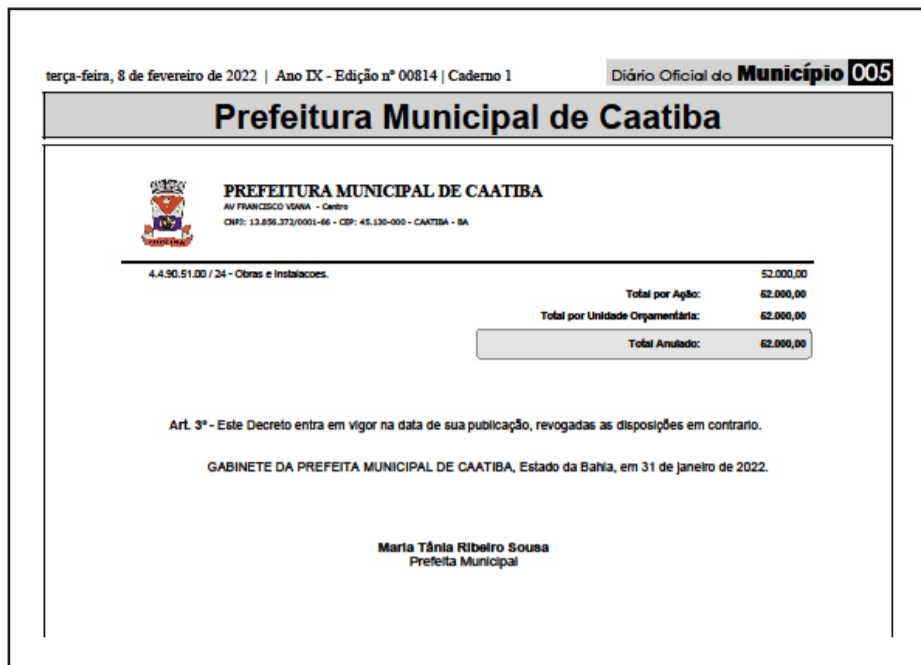 terça-feira, 8 de fevereiro de 2022 | Ano IX - Edição nº 00814 | Caderno 1
Diário Oficial do Município 005
Prefeitura Municipal de Caatiba
PREFEITURA MUNICIPAL DE CAATIBA
AV FRANCISCO VIANA - Centro
CNPJ: 13.856.372/0001-66 - CEP: 45.130-000 - CAATIBA - BA
4.4.90.51.00 / 24 - Obras e Instalacoes. 52.000,00
Total por Ação: 52.000,00
Total por Unidade Orçamentária: 52.000,00
Total Anulado: 52.000,00
Art. 3º - Este Decreto entra em vigor na data de sua publicação, revogadas as disposições em contrario.
GABINETE DA PREFEITA MUNICIPAL DE CAATIBA, Estado da Bahia, em 31 de janeiro de 2022.
Maria Tânia Ribeiro Sousa
Prefeita Municipal